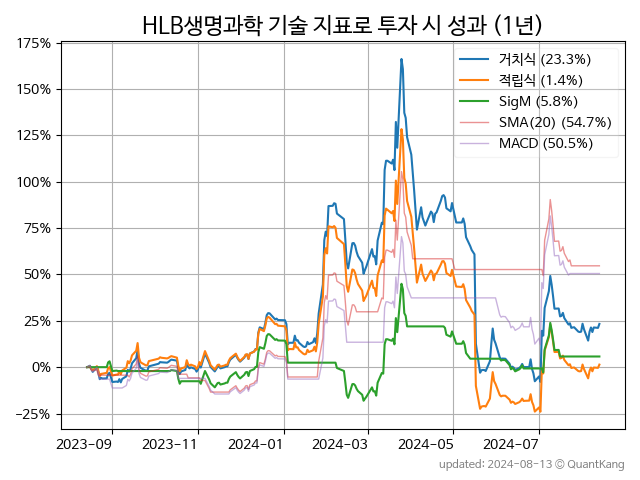 HLB생명과학 기술 지표로 투자 시 성과 (1년)
175%
150%
125%
100%
75%
50%
25%
0%
−25%
거치식 (23.3%)
적립식 (1.4%)
SigM (5.8%)
SMA(20) (54.7%)
MACD (50.5%)
2023-09 2023-11 2024-01 2024-03 2024-05 2024-07
updated: 2024-08-13 © QuantKang